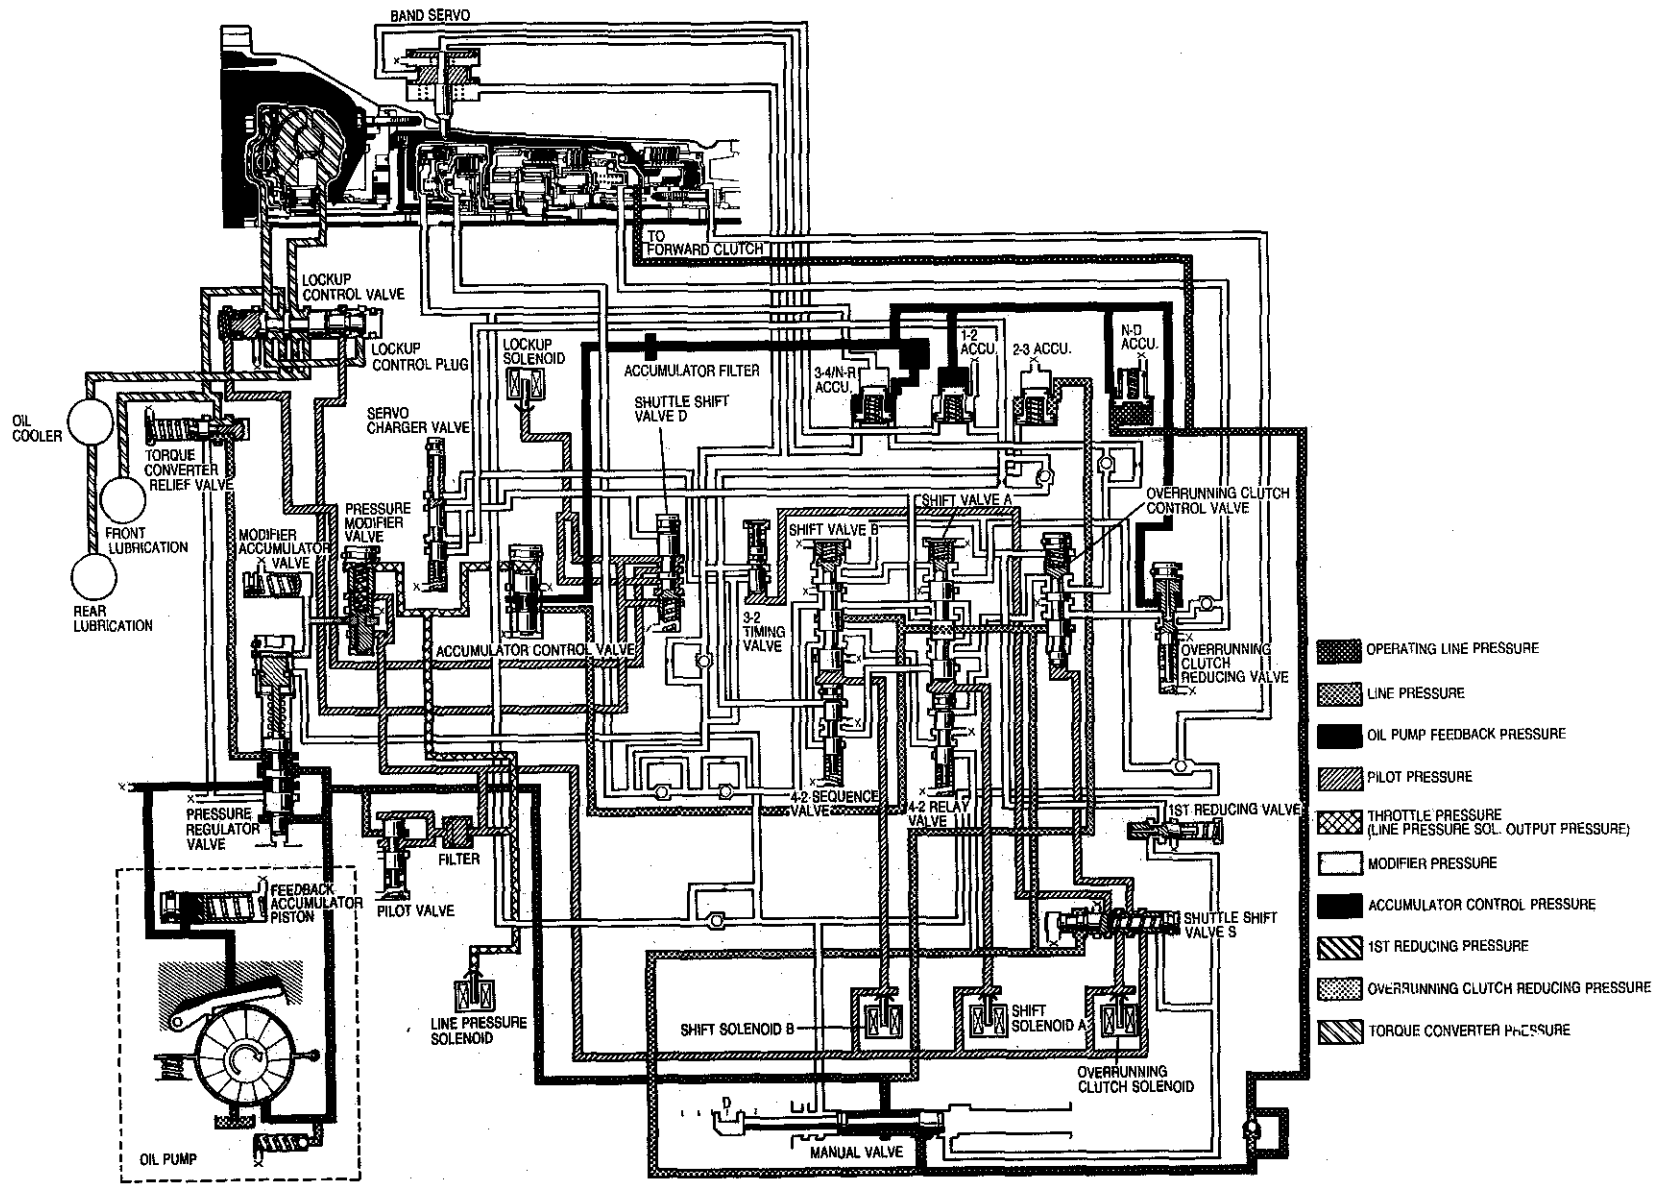 BAND SERVO
TO
FORWARD CLUTCH
LOCKUP
CONTROL VALVE
LOCKUP
CONTROL PLUG
LOCKUP
SOLENOID
ACCUMULATOR FILTER
SHUTTLE SHIFT
VALVE D
3-4/N-R
ACCU.
1-2
ACCU.
2-3 ACCU.
N-D
ACCU.
OIL
COOLER
SERVO
CHARGER VALVE
TORQUE
CONVERTER
RELIEF VALVE
FRONT
LUBRICATION
REAR
LUBRICATION
MODIFIER
ACCUMULATOR
VALVE
PRESSURE
MODIFIER
VALVE
SHIFT VALVE B
SHIFT VALVE A
OVERRUNNING CLUTCH
CONTROL VALVE
3-2
TIMING
VALVE
ACCUMULATOR CONTROL VALVE
OVERRUNNING
CLUTCH
REDUCING VALVE
4-2 SEQUENCE
VALVE
4-2 RELAY
VALVE
1ST REDUCING VALVE
PRESSURE
REGULATOR
VALVE
FILTER
PILOT VALVE
FEEDBACK
ACCUMULATOR
PISTON
SHUTTLE SHIFT
VALVE S
LINE PRESSURE
SOLENOID
SHIFT SOLENOID B
SHIFT
SOLENOID A
OVERRUNNING
CLUTCH SOLENOID
D
MANUAL VALVE
OIL PUMP
OPERATING LINE PRESSURE
LINE PRESSURE
OIL PUMP FEEDBACK PRESSURE
PILOT PRESSURE
THROTTLE PRESSURE
(LINE PRESSURE SOL. OUTPUT PRESSURE)
MODIFIER PRESSURE
ACCUMULATOR CONTROL PRESSURE
1ST REDUCING PRESSURE
OVERRUNNING CLUTCH REDUCING PRESSURE
TORQUE CONVERTER PRESSURE